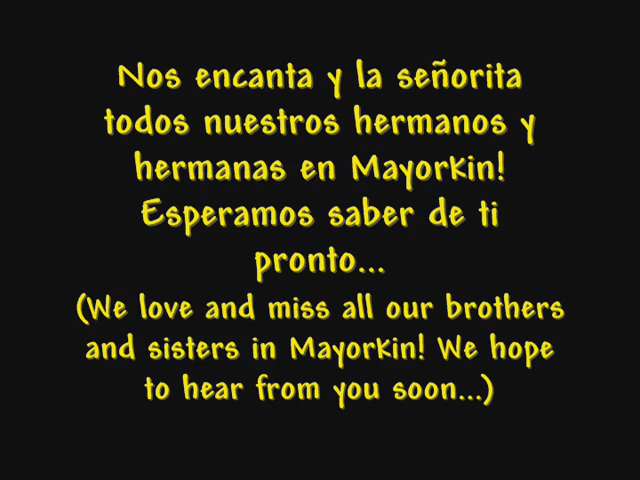 Nos encanta y la señorita
todos nuestros hermanos y
hermanas en Mayorkin!
Esperamos saber de ti
pronto...
(We love and miss all our brothers
and sisters in Mayorkin! We hope
to hear from you soon...)